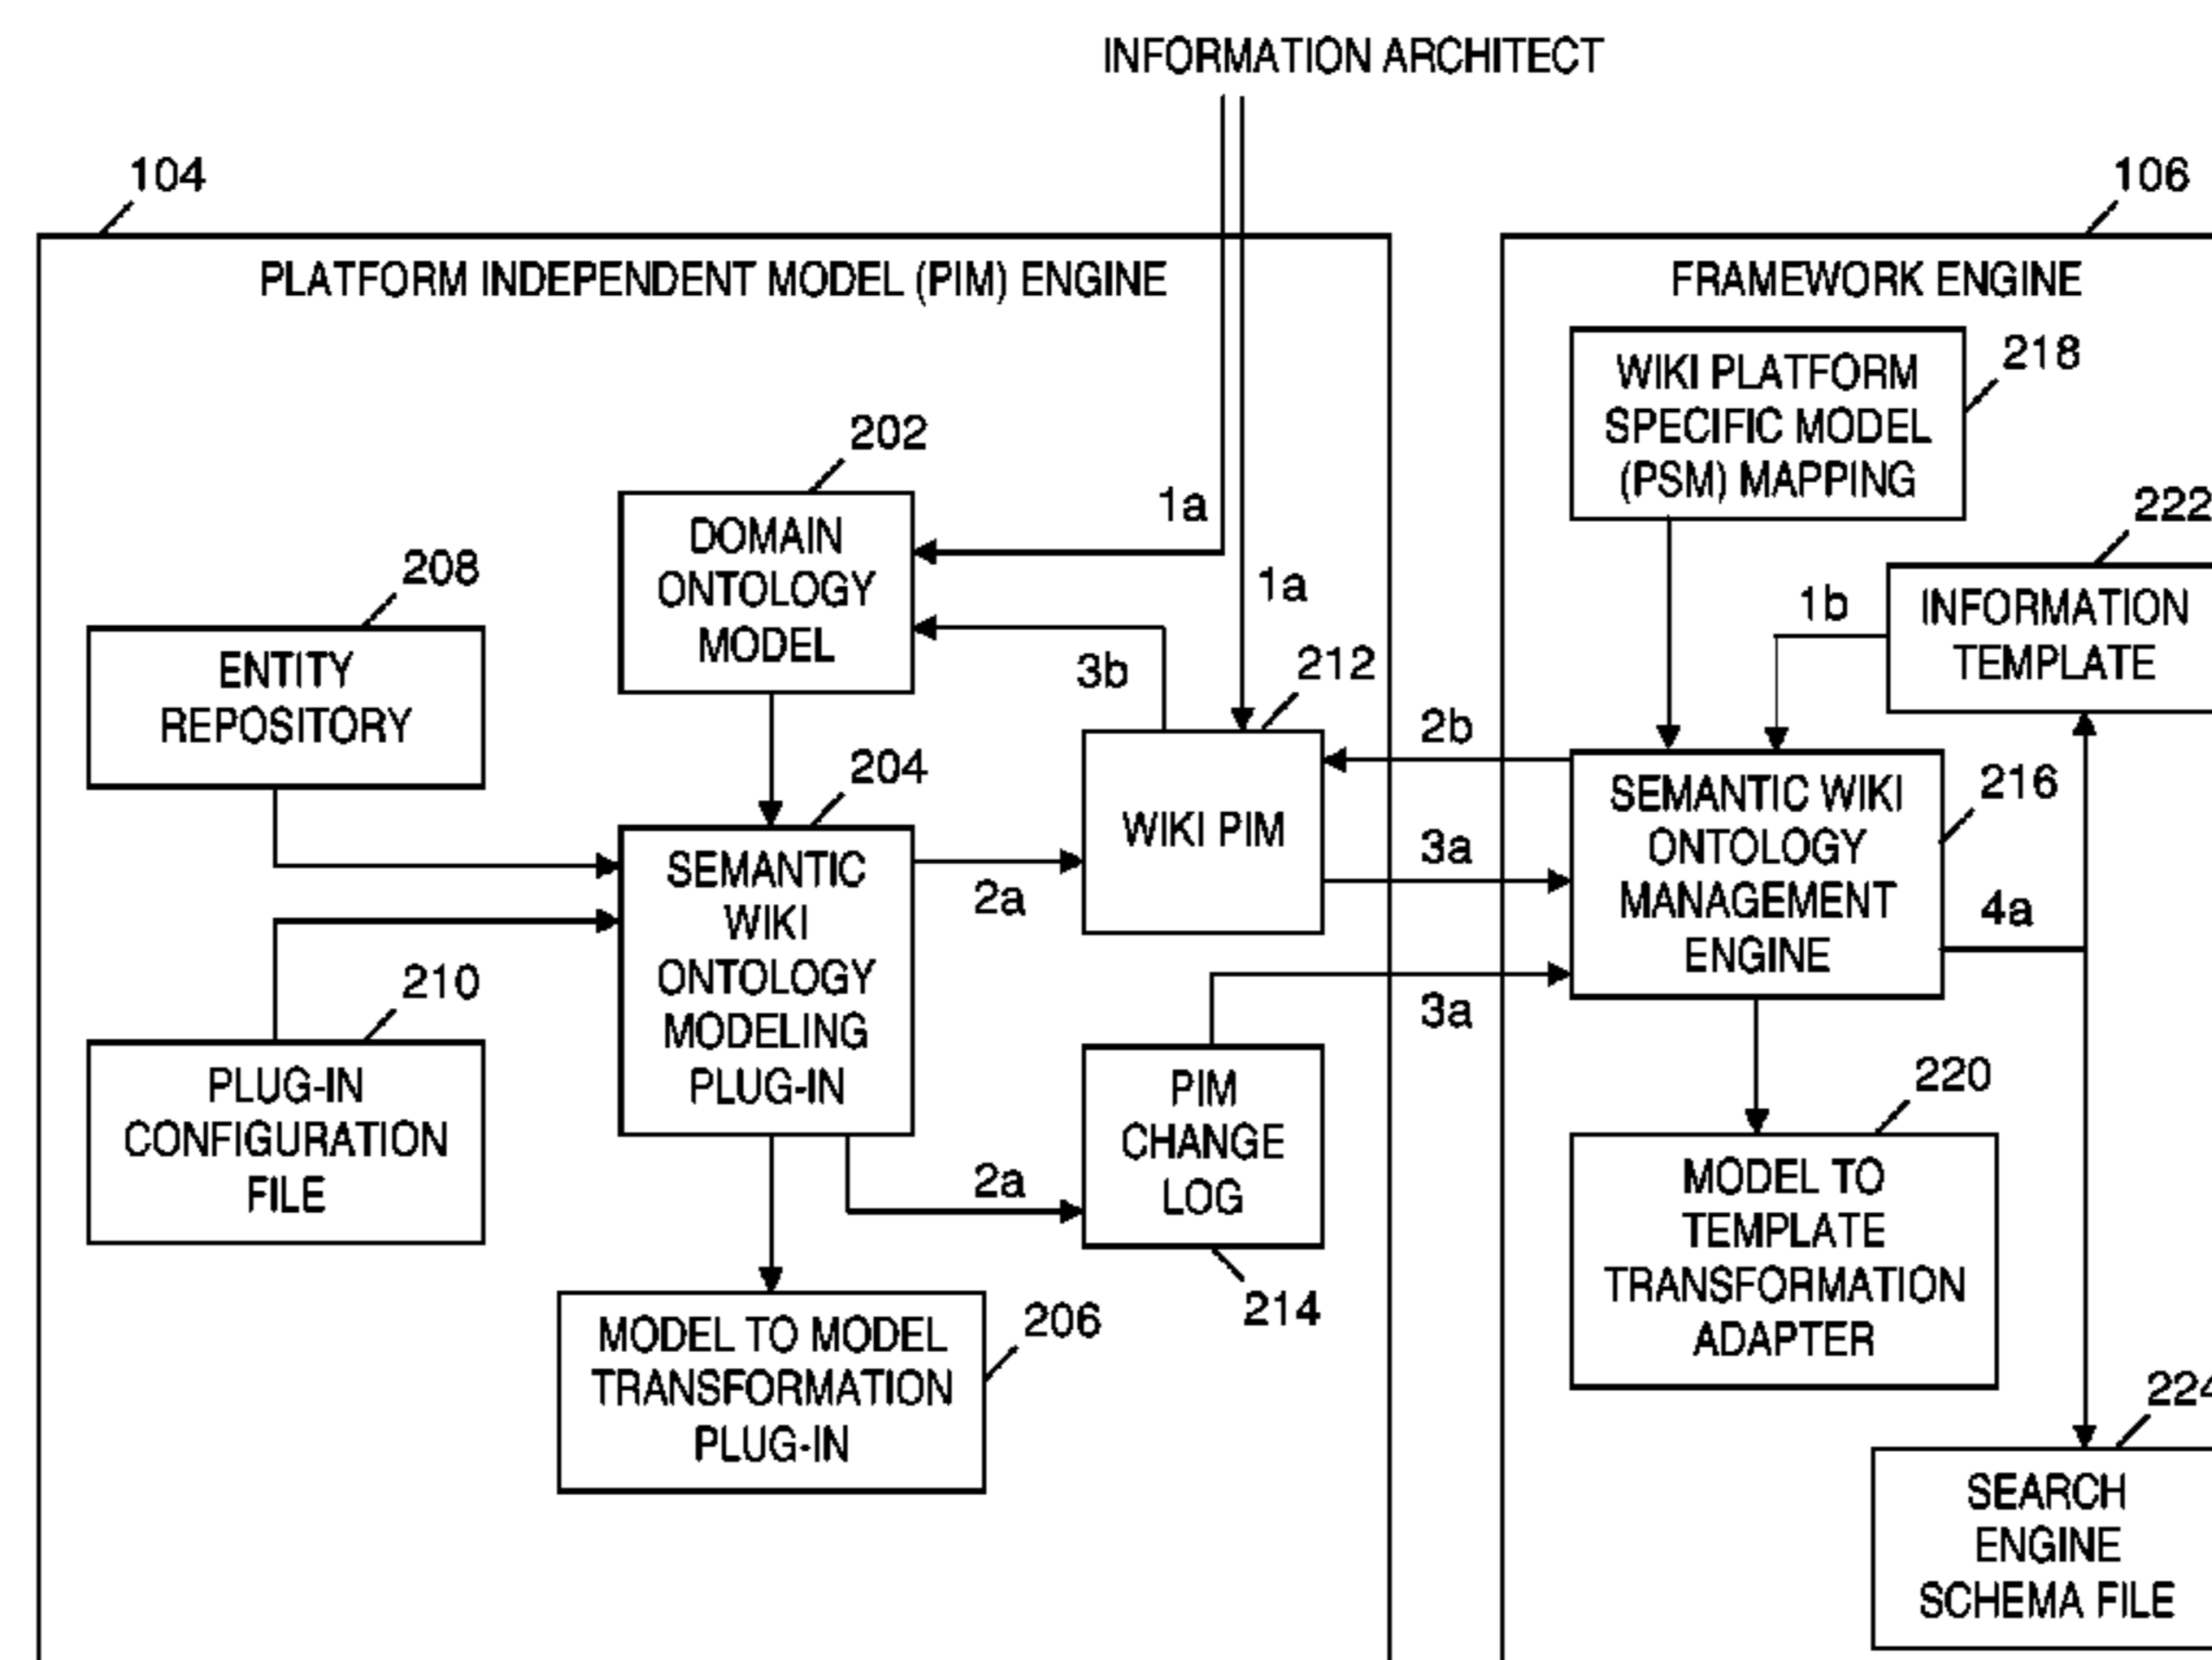 INFORMATION ARCHITECT
104
106
PLATFORM INDEPENDENT MODEL (PIM) ENGINE
FRAMEWORK ENGINE
WIKI PLATFORM
SPECIFIC MODEL
(PSM) MAPPING
218
202
DOMAIN
ONTOLOGY
MODEL
1a
1a
222
INFORMATION
TEMPLATE
1b
208
ENTITY
REPOSITORY
3b
212
WIKI PIM
2b
3a
204
SEMANTIC
WIKI
ONTOLOGY
MODELING
PLUG-IN
2a
SEMANTIC WIKI
ONTOLOGY
MANAGEMENT
ENGINE
216
4a
210
PLUG-IN
CONFIGURATION
FILE
3a
PIM
CHANGE
LOG
2a
214
220
MODEL TO
TEMPLATE
TRANSFORMATION
ADAPTER
MODEL TO MODEL
TRANSFORMATION
PLUG-IN
206
224
SEARCH
ENGINE
SCHEMA FILE